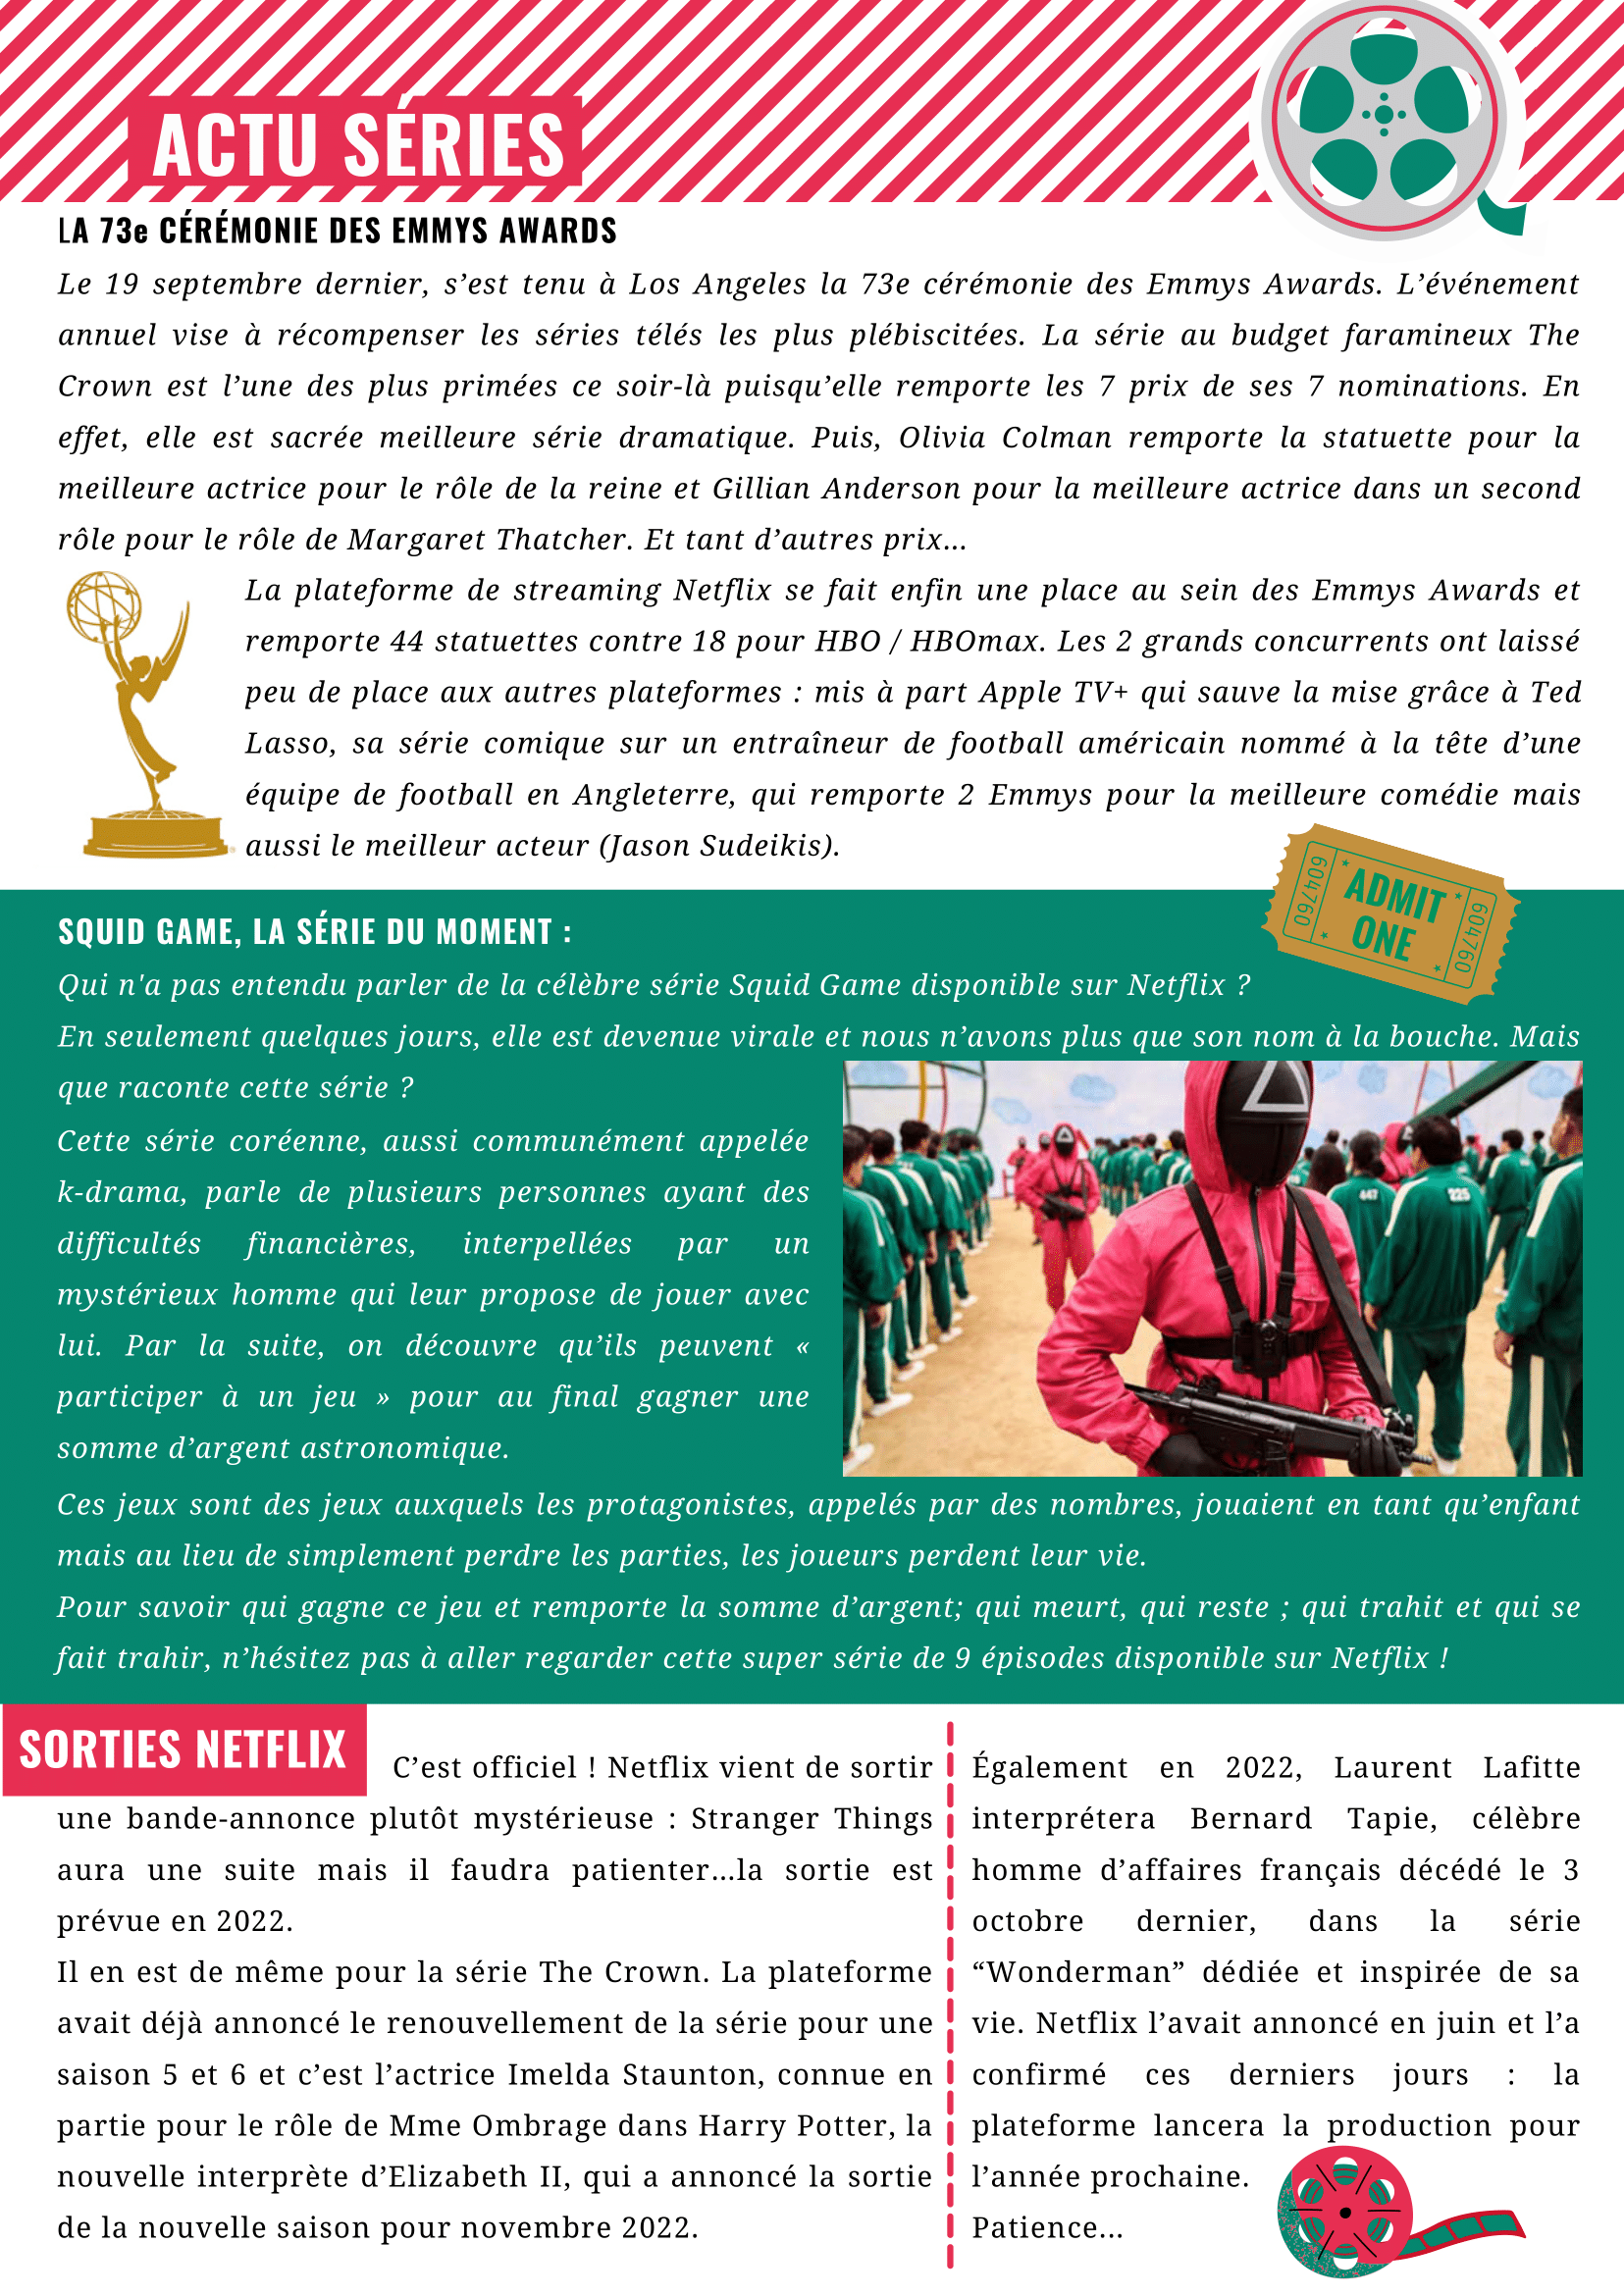 ACTU SÉRIES
LA 73e CÉRÉMONIE DES EMMYS AWARDS
Le 19 septembre dernier, s’est tenu à Los Angeles la 73e cérémonie des Emmys Awards. L’événement
annuel vise à récompenser les séries télés les plus plébiscitées. La série au budget faramineux The
Crown est l’une des plus primées ce soir-là puisqu’elle remporte les 7 prix de ses 7 nominations. En
effet, elle est sacrée meilleure série dramatique. Puis, Olivia Colman remporte la statuette pour la
meilleure actrice pour le rôle de la reine et Gillian Anderson pour la meilleure actrice dans un second
rôle pour le rôle de Margaret Thatcher. Et tant d’autres prix...
La plateforme de streaming Netflix se fait enfin une place au sein des Emmys Awards et
remporte 44 statuettes contre 18 pour HBO / HBOmax. Les 2 grands concurrents ont laissé
peu de place aux autres plateformes : mis à part Apple TV+ qui sauve la mise grâce à Ted
Lasso, sa série comique sur un entraîneur de football américain nommé à la tête d’une
équipe de football en Angleterre, qui remporte 2 Emmys pour la meilleure comédie mais
aussi le meilleur acteur (Jason Sudeikis).
604760
ADMIT
ONE
604760
SQUID GAME, LA SÉRIE DU MOMENT :
Qui n'a pas entendu parler de la célèbre série Squid Game disponible sur Netflix ?
En seulement quelques jours, elle est devenue virale et nous n’avons plus que son nom à la bouche. Mais
que raconte cette série ?
Cette série coréenne, aussi communément appelée
k-drama, parle de plusieurs personnes ayant des
difficultés financières, interpellées par un
mystérieux homme qui leur propose de jouer avec
lui. Par la suite, on découvre qu’ils peuvent «
participer à un jeu » pour au final gagner une
somme d’argent astronomique.
447
225
Ces jeux sont des jeux auxquels les protagonistes, appelés par des nombres, jouaient en tant qu’enfant
mais au lieu de simplement perdre les parties, les joueurs perdent leur vie.
Pour savoir qui gagne ce jeu et remporte la somme d’argent; qui meurt, qui reste ; qui trahit et qui se
fait trahir, n’hésitez pas à aller regarder cette super série de 9 épisodes disponible sur Netflix !
SORTIES NETFLIX
C’est officiel ! Netflix vient de sortir
une bande-annonce plutôt mystérieuse : Stranger Things
aura une suite mais il faudra patienter...la sortie est
prévue en 2022.
Il en est de même pour la série The Crown. La plateforme
avait déjà annoncé le renouvellement de la série pour une
saison 5 et 6 et c’est l’actrice Imelda Staunton, connue en
partie pour le rôle de Mme Ombrage dans Harry Potter, la
nouvelle interprète d’Elizabeth II, qui a annoncé la sortie
de la nouvelle saison pour novembre 2022.
Également en 2022, Laurent Lafitte
interprétera Bernard Tapie, célèbre
homme d’affaires français décédé le 3
octobre dernier, dans la série
“Wonderman” dédiée et inspirée de sa
vie. Netflix l’avait annoncé en juin et l’a
confirmé ces derniers jours : la
plateforme lancera la production pour
l’année prochaine.
Patience...